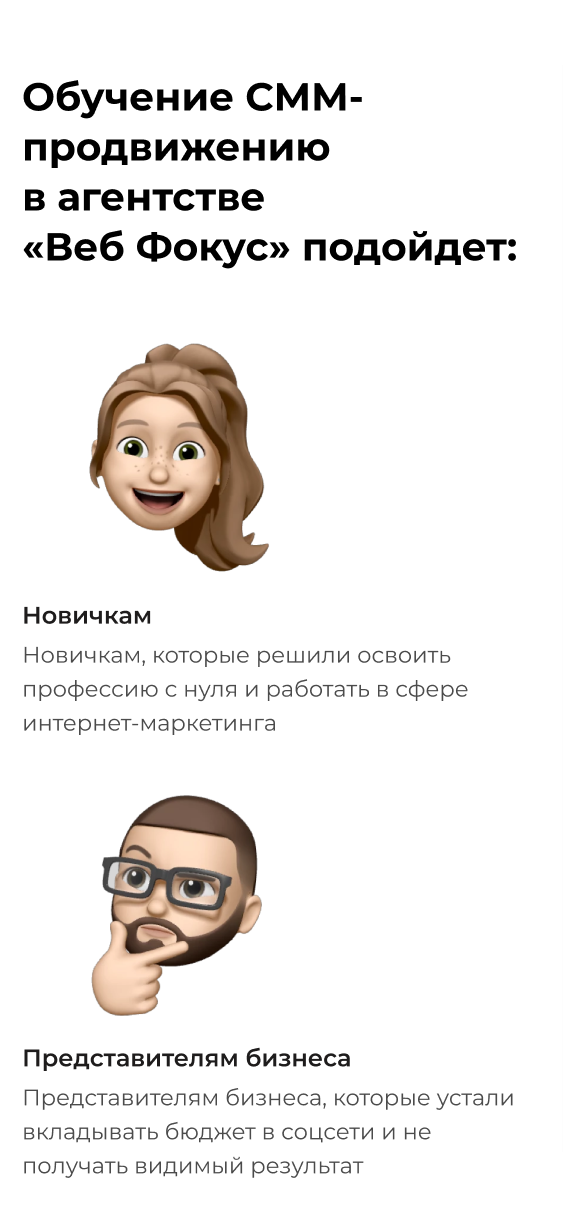 Обучение СММ-
продвижению
в агентстве
«Веб Фокус» подойдет:
Новичкам
Новичкам, которые решили освоить
профессию с нуля и работать в сфере
интернет-маркетинга
Представителям бизнеса
Представителям бизнеса, которые устали
вкладывать бюджет в соцсети и не
получать видимый результат